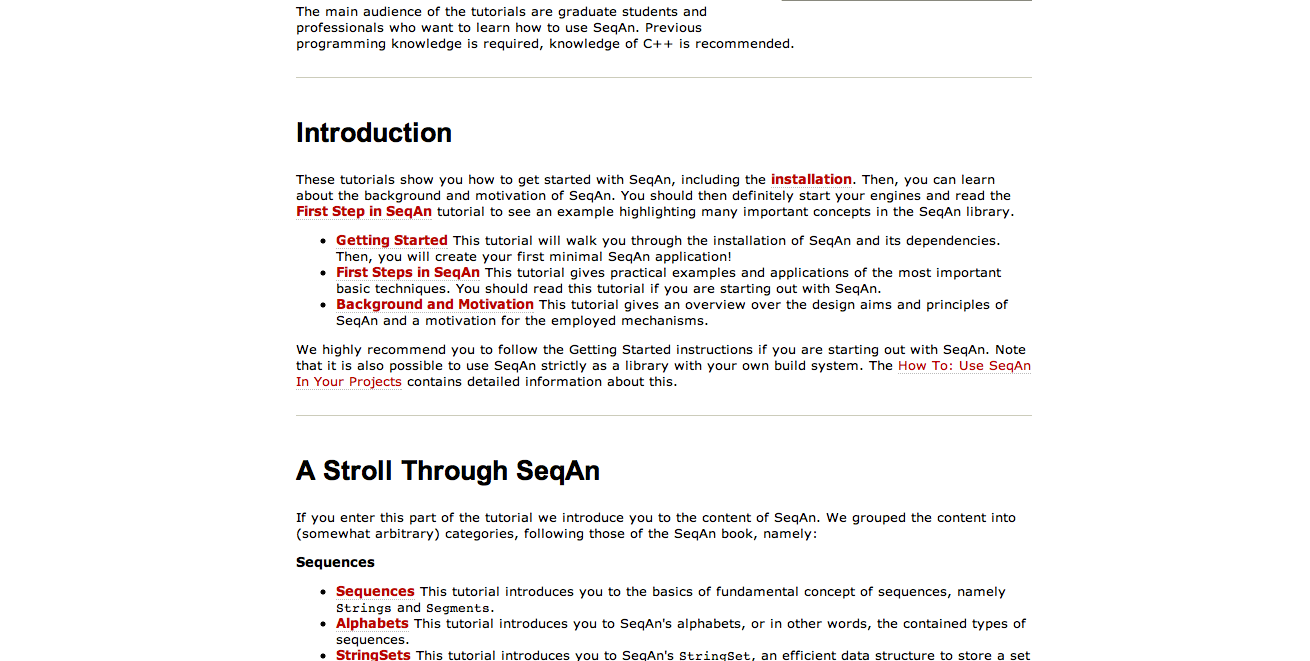 The main audience of the tutorials are graduate students and
professionals who want to learn how to use SeqAn. Previous
programming knowledge is required, knowledge of C++ is recommended.
Introduction
These tutorials show you how to get started with SeqAn, including the installation. Then, you can learn
about the background and motivation of SeqAn. You should then definitely start your engines and read the
First Step in SeqAn tutorial to see an example highlighting many important concepts in the SeqAn library.
• Getting Started This tutorial will walk you through the installation of SeqAn and its dependencies.
Then, you will create your first minimal SeqAn application!
• First Steps in SeqAn This tutorial gives practical examples and applications of the most important
basic techniques. You should read this tutorial if you are starting out with SeqAn.
• Background and Motivation This tutorial gives an overview over the design aims and principles of
SeqAn and a motivation for the employed mechanisms.
We highly recommend you to follow the Getting Started instructions if you are starting out with SeqAn. Note
that it is also possible to use SeqAn strictly as a library with your own build system. The How To: Use SeqAn
In Your Projects contains detailed information about this.
A Stroll Through SeqAn
If you enter this part of the tutorial we introduce you to the content of SeqAn. We grouped the content into
(somewhat arbitrary) categories, following those of the SeqAn book, namely:
Sequences
• Sequences This tutorial introduces you to the basics of fundamental concept of sequences, namely
Strings and Segments.
• Alphabets This tutorial introduces you to SeqAn's alphabets, or in other words, the contained types of
sequences.
• StringSets This tutorial introduces you to SeqAn's StringSet, an efficient data structure to store a set